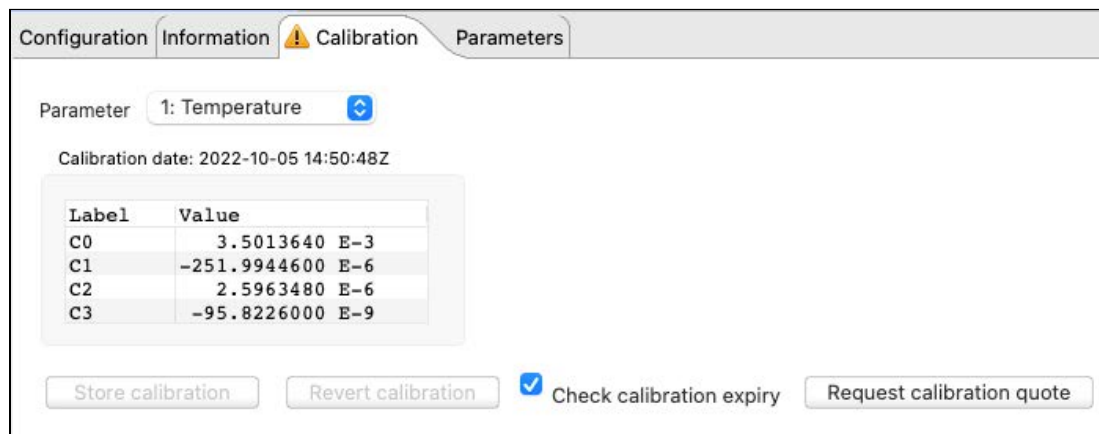 Configuration Information Calibration Parameters
Parameter 1: Temperature
Calibration date: 2022-10-05 14:50:48Z
Label Value
C0 3.5013640 E-3
C1 -251.9944600 E-6
C2 2.5963480 E-6
C3 -95.8226000 E-9
Store calibration Revert calibration Check calibration expiry Request calibration quote